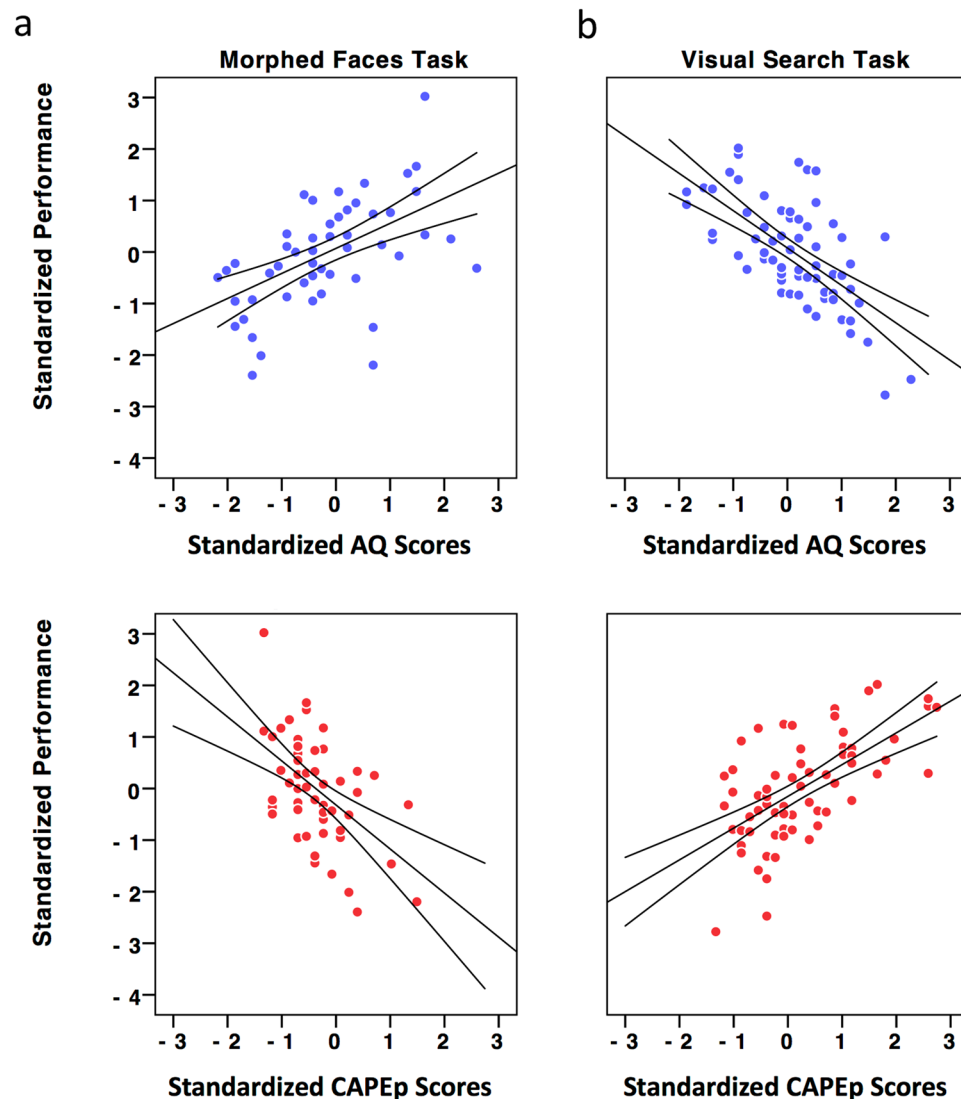 a
b
Morphed Faces Task
Visual Search Task
Standardized Performance
3
2
1
0
- 1
- 2
- 3
- 4
- 3 - 2 - 1 0 1 2 3
- 3 - 2 - 1 0 1 2 3
Standardized AQ Scores
Standardized AQ Scores
Standardized Performance
3
2
1
0
- 1
- 2
- 3
- 4
- 3 - 2 - 1 0 1 2 3
- 3 - 2 - 1 0 1 2 3
Standardized CAPEp Scores
Standardized CAPEp Scores